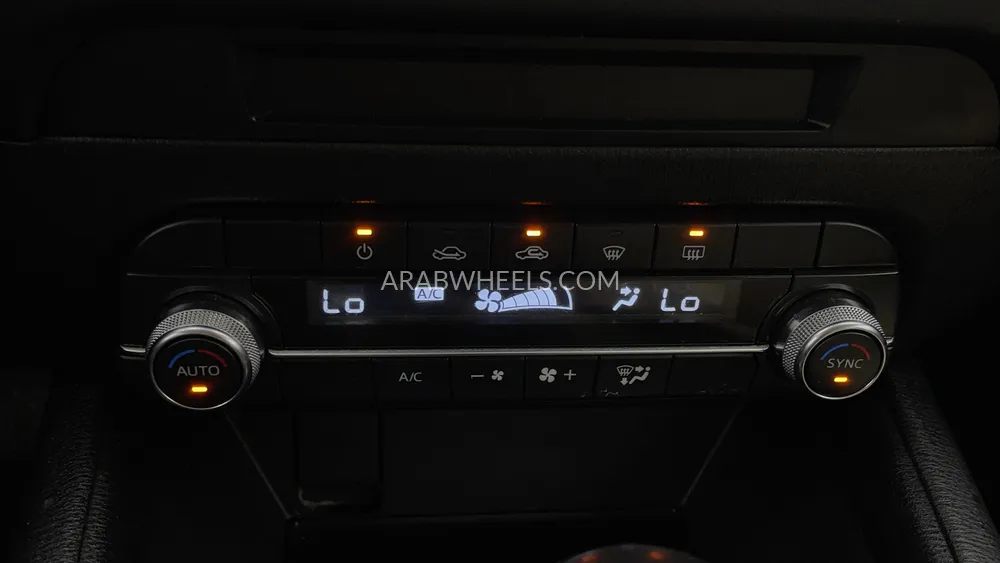 ARABWHEELS.COM
Lo A/C Lo
AUTO A/C − + SYNC